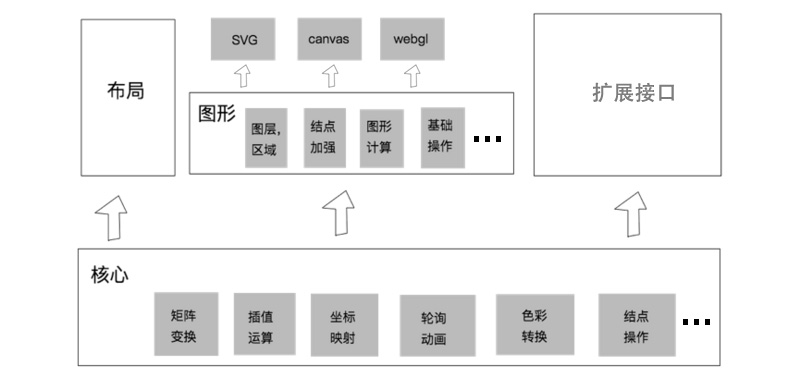 SVG
canvas
webgl
布局
图形
图层,
区域
结点
加强
图形
计算
基础
操作
...
扩展接口
核心
矩阵
变换
插值
运算
坐标
映射
轮询
动画
色彩
转换
结点
操作
...